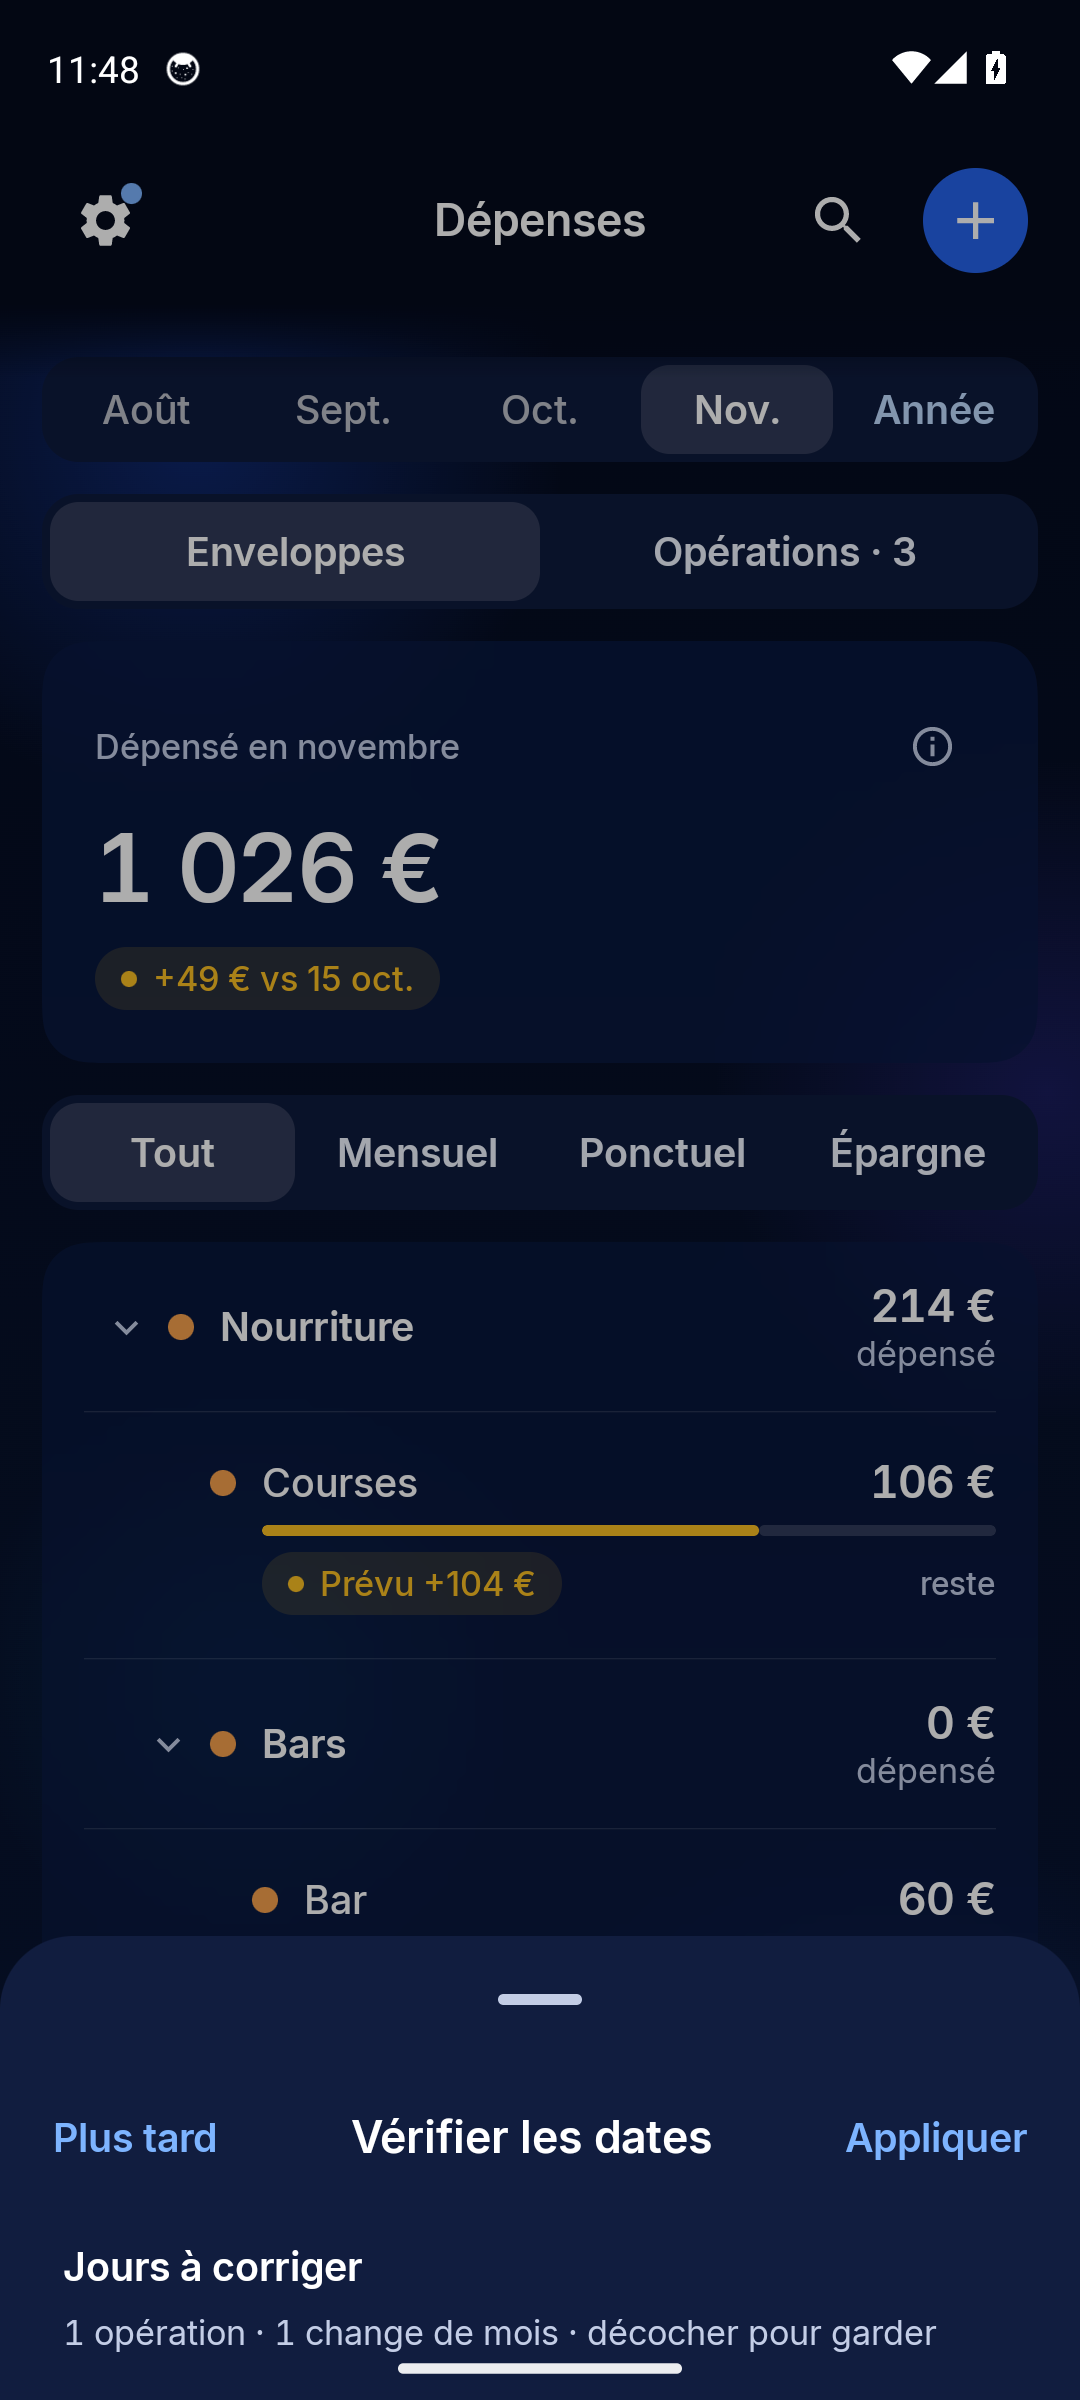 11:48
Dépenses
Août Sept. Oct. Nov. Année
Enveloppes Opérations · 3
Dépensé en novembre
1 026 €
+49 € vs 15 oct.
Tout Mensuel Ponctuel Épargne
Nourriture 214 €
dépensé
Courses 106 €
Prévu +104 € reste
Bars 0 €
dépensé
Bar 60 €
Plus tard Vérifier les dates Appliquer
Jours à corriger
1 opération · 1 change de mois · décocher pour garder